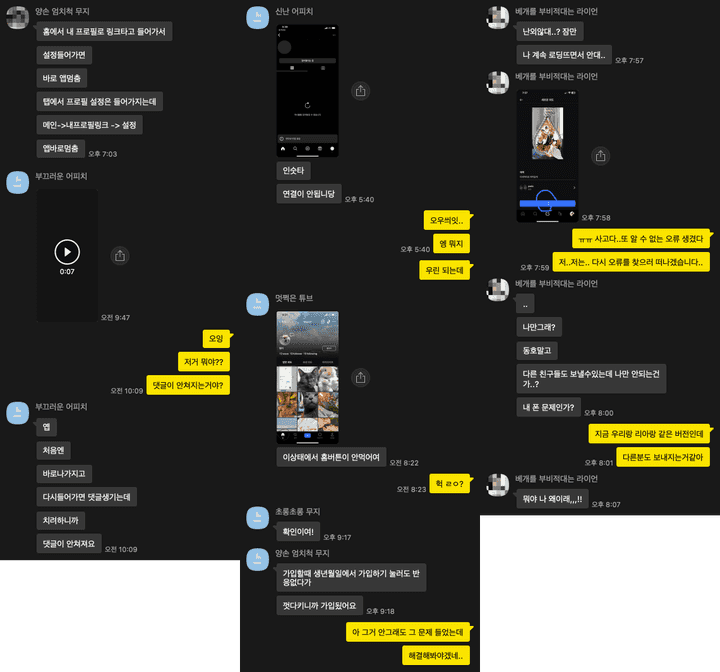 양손 엄치척 무지
홈에서 내 프로필로 링크타고 들어가서
설정들어가면
바로 앱멈춤
탭에서 프로필 설정은 들어가지는데
메인->내프로필링크 -> 설정
앱바로멈춤
오후 7:03
부끄러운 어피치
0:07
오전 9:47
오잉
저거 뭐야??
댓글이 안쳐지는거야?
오전 10:09
부끄러운 어피치
엡
처음엔
바로나가지고
다시들어가면 댓글생기는데
치려하니까
댓글이 안쳐져요
오전 10:09
신난 어피치
인숏타
연결이 안됩니당
오후 5:40
오우씌잇..
엥 뭐지
오후 5:40
우린 되는데
멋쩍은 튜브
이상태에서 홈버튼이 안먹어여
오전 8:22
헉 ㄹㅇ?
오전 8:23
초롱초롱 무지
확인이여!
오후 9:17
양손 엄치척 무지
가입할때 생년월일에서 가입하기 눌러도 반
응없다가
껏다키니까 가입됬어요
오후 9:18
아 그거 안그래도 그 문제 들었는데
해결해봐야겠네..
베개를 부비적대는 라이언
난외않대..? 잠만
나 계속 로딩뜨면서 안대..
오후 7:57
베개를 부비적대는 라이언
오후 7:58
ㅠㅠ 사고다..또 알 수 없는 오류 생겼다
저..저는.. 다시 오류를 찾으러 떠나겠습니다..
오후 7:59
베개를 부비적대는 라이언
..
나만그래?
동호말고
다른 친구들도 보낼수있는데 나만 안되는건
가..?
내 폰 문제인가?
오후 8:00
지금 우리랑 리아랑 같은 버전인데
다른분도 보내지는거같아
오후 8:01
베개를 부비적대는 라이언
뭐야 나 왜이래,,,!!
오후 8:07